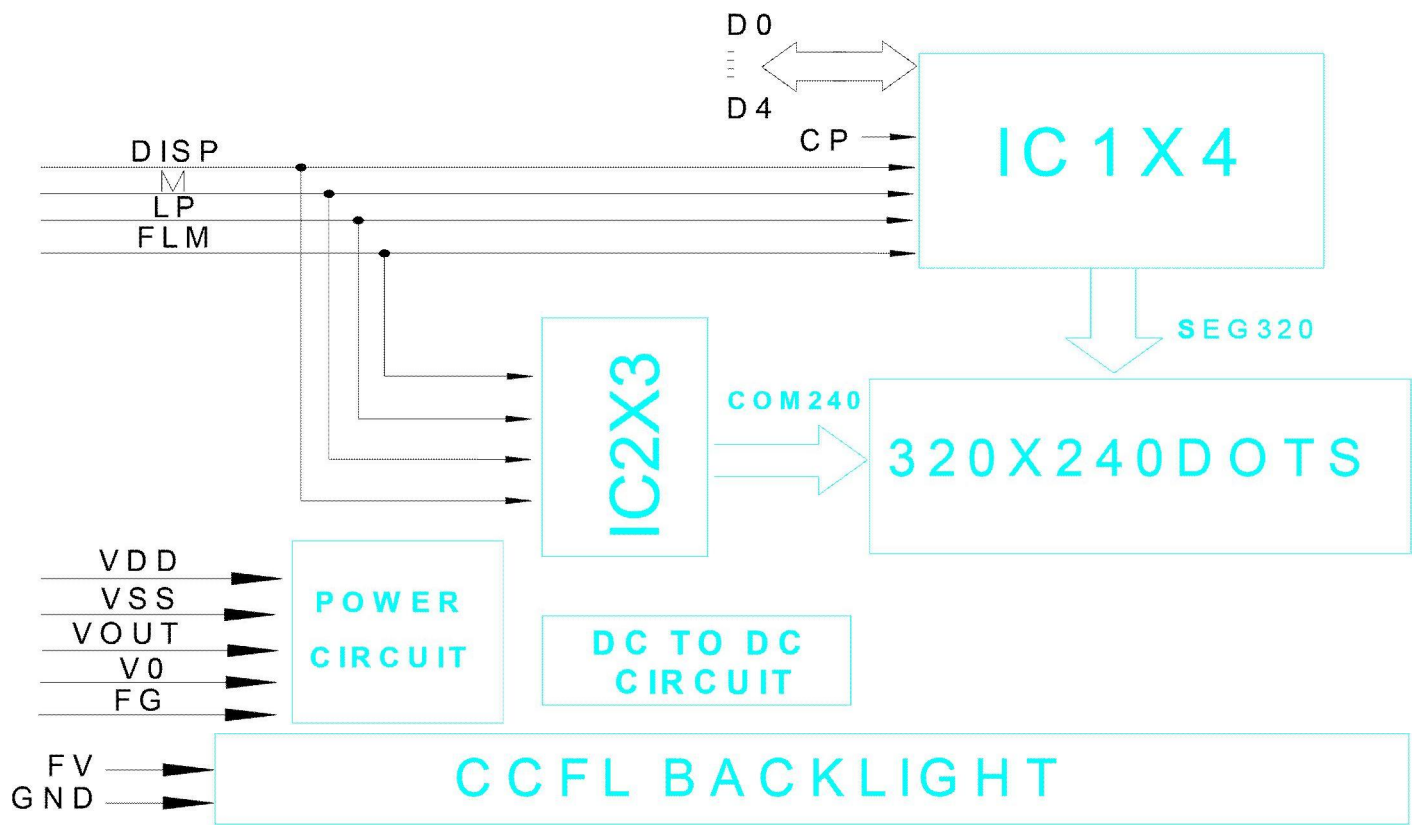 D0
D4
CP
DISP
M
LP
FLM
IC1X4
SEG320
IC2X3
COM240
320X240DOTS
VDD
VSS
VOUT
V0
FG
POWER
CIRCUIT
DC TO DC
CIRCUIT
FV
GND
CCFL BACKLIGHT